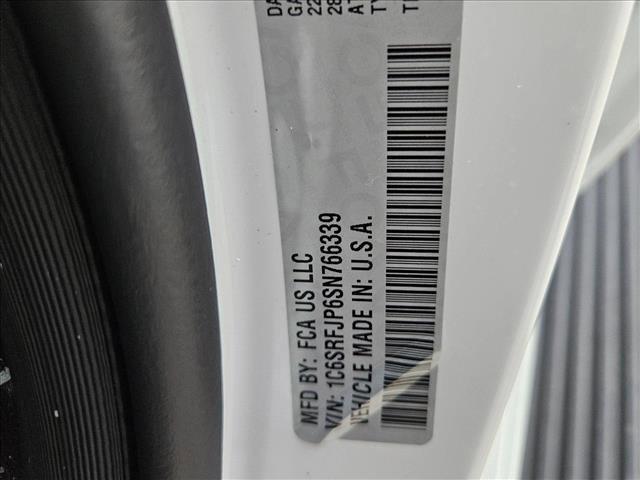 MFD BY: FCA US LLC
VIN: 1C6SRFJP6SN766339
VEHICLE MADE IN: U.S.A.